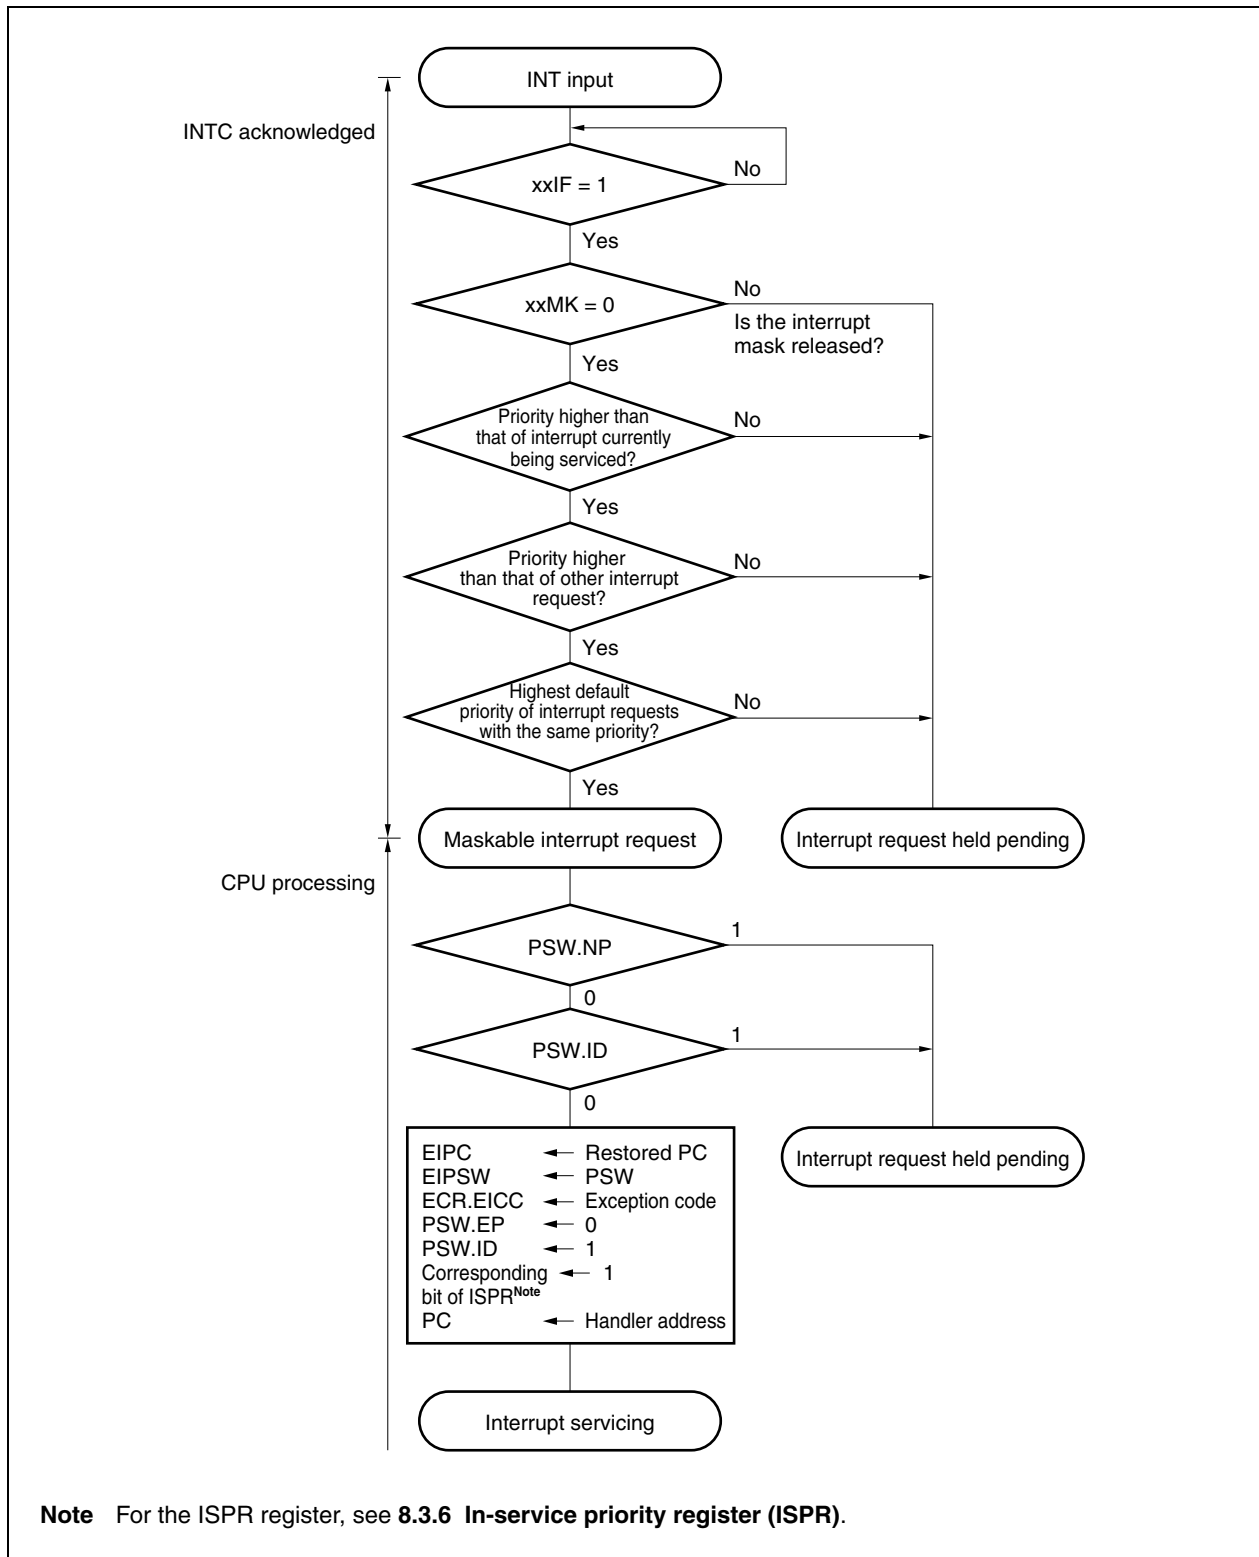 INT input
INTC acknowledged
xxIF = 1
No
Yes
xxMK = 0
No
Is the interrupt
mask released?
Yes
Priority higher than
that of interrupt currently
being serviced?
No
Yes
Priority higher
than that of other interrupt
request?
No
Yes
Highest default
priority of interrupt requests
with the same priority?
No
Yes
Maskable interrupt request
Interrupt request held pending
CPU processing
PSW.NP
1
0
PSW.ID
1
0
EIPC ← Restored PC
EIPSW ← PSW
ECR.EICC ← Exception code
PSW.EP ← 0
PSW.ID ← 1
Corresponding ← 1
bit of ISPRNote
PC ← Handler address
Interrupt request held pending
Interrupt servicing
Note For the ISPR register, see 8.3.6 In-service priority register (ISPR).